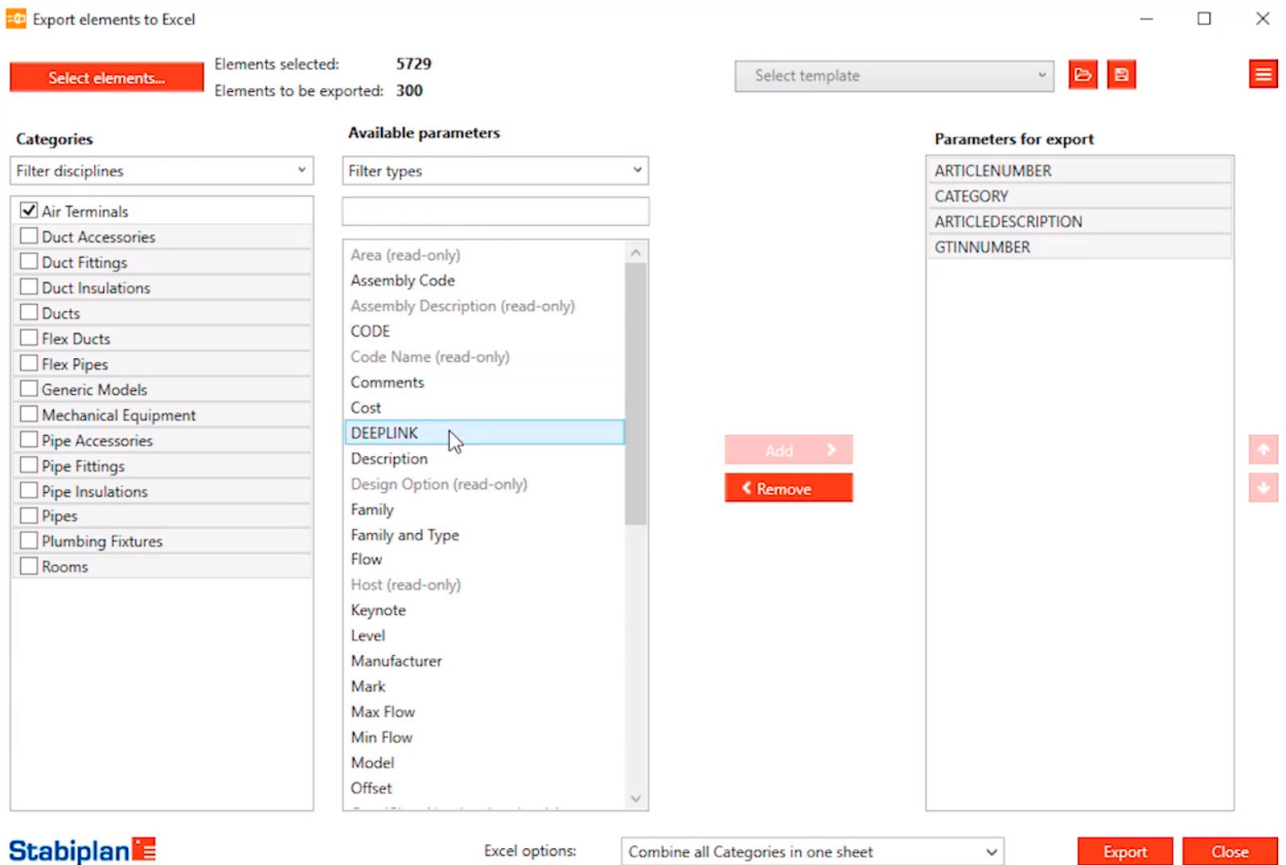 Export elements to Excel
Select elements...
Elements selected: 5729
Elements to be exported: 300
Select template
Categories
Filter disciplines
Air Terminals
Duct Accessories
Duct Fittings
Duct Insulations
Ducts
Flex Ducts
Flex Pipes
Generic Models
Mechanical Equipment
Pipe Accessories
Pipe Fittings
Pipe Insulations
Pipes
Plumbing Fixtures
Rooms
Available parameters
Filter types
Area (read-only)
Assembly Code
Assembly Description (read-only)
CODE
Code Name (read-only)
Comments
Cost
DEEPLINK
Description
Design Option (read-only)
Family
Family and Type
Flow
Host (read-only)
Keynote
Level
Manufacturer
Mark
Max Flow
Min Flow
Model
Offset
Add
Remove
Parameters for export
ARTICLENUMBER
CATEGORY
ARTICLEDESCRIPTION
GTINNUMBER
Stabiplan
Excel options:
Combine all Categories in one sheet
Export
Close